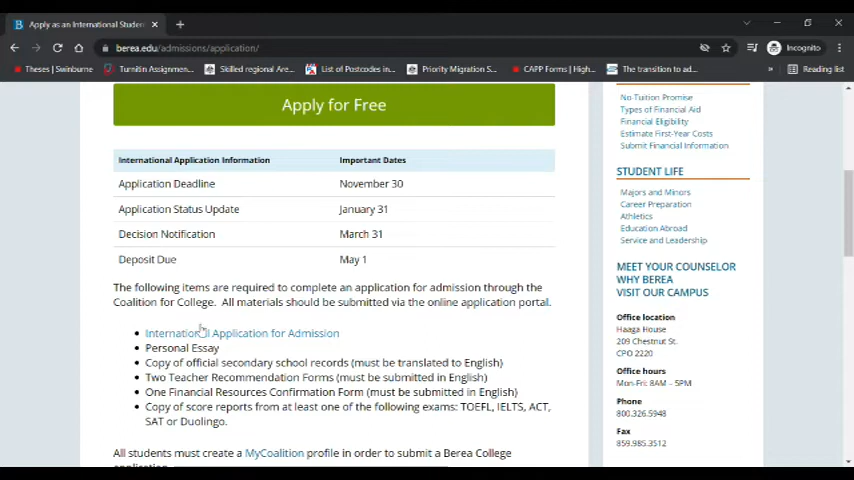 Apply as an International Student
berea.edu/admissions/application/
Incognito
Theses | Swinburne
Turnitin Assignmen...
Skilled regional Are...
List of Postcodes in...
Priority Migration S...
CAPP Forms | High...
The transition to ad...
»
Reading list
Apply for Free
International Application Information Important Dates
Application Deadline November 30
Application Status Update January 31
Decision Notification March 31
Deposit Due May 1
The following items are required to complete an application for admission through the
Coalition for College. All materials should be submitted via the online application portal.
International Application for Admission
Personal Essay
Copy of official secondary school records (must be translated to English)
Two Teacher Recommendation Forms (must be submitted in English)
One Financial Resources Confirmation Form (must be submitted in English)
Copy of score reports from at least one of the following exams: TOEFL, IELTS, ACT,
SAT or Duolingo.
All students must create a MyCoalition profile in order to submit a Berea College
application.
No Tuition Promise
Types of Financial Aid
Financial Eligibility
Estimate First-Year Costs
Submit Financial Information
STUDENT LIFE
Majors and Minors
Career Preparation
Athletics
Education Abroad
Service and Leadership
MEET YOUR COUNSELOR
WHY BEREA
VISIT OUR CAMPUS
Office location
Haaga House
209 Chestnut St.
CPO 2220
Office hours
Mon-Fri: 8AM – 5PM
Phone
800.326.5948
Fax
859.985.3512